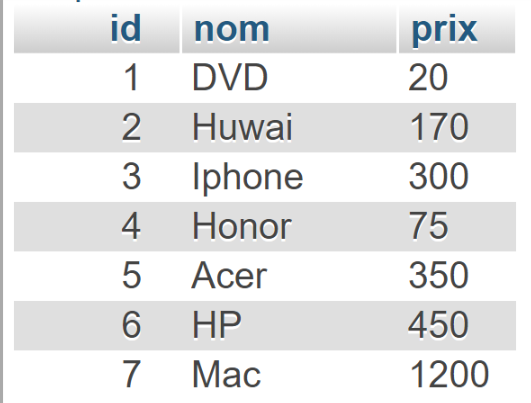 id nom prix
1 DVD 20
2 Huwai 170
3 Iphone 300
4 Honor 75
5 Acer 350
6 HP 450
7 Mac 1200